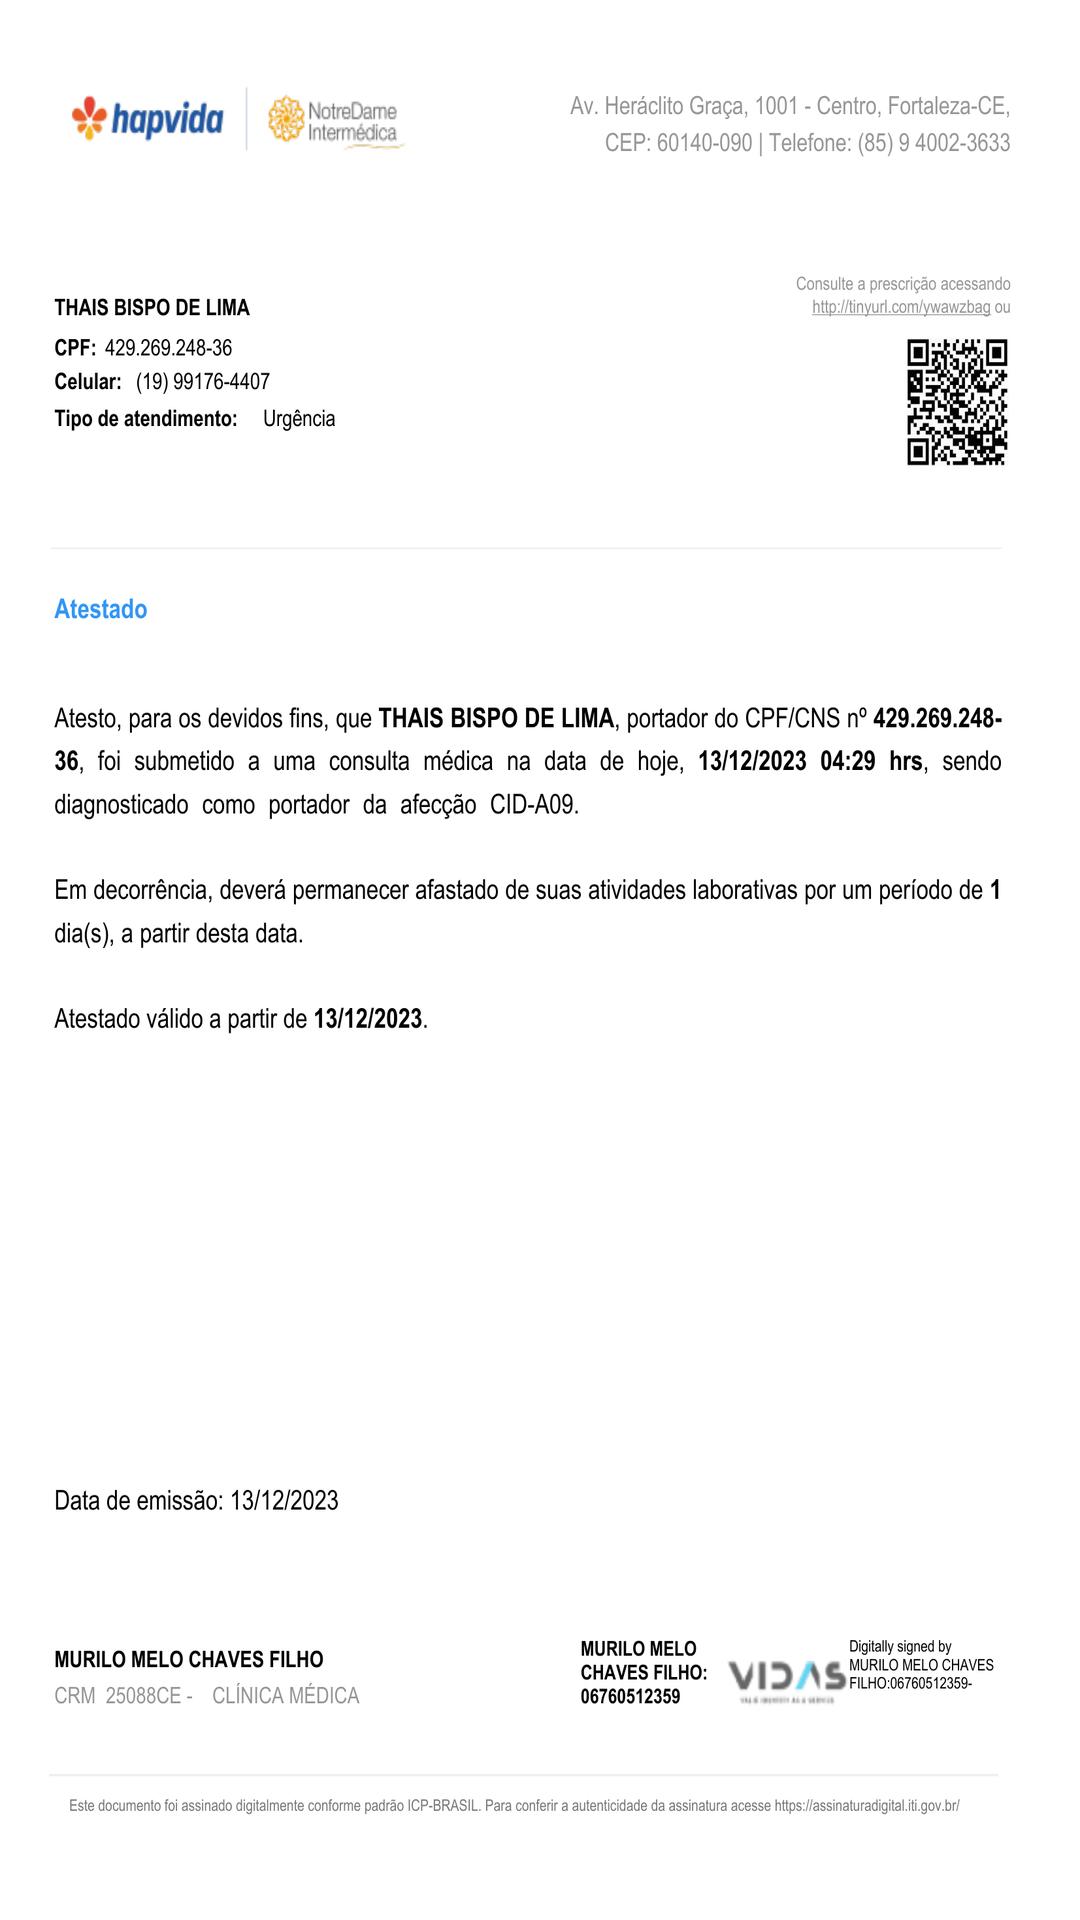 hapvida
NotreDame
Intermédica
Av. Heráclito Graça, 1001 - Centro, Fortaleza-CE,
CEP: 60140-090 | Telefone: (85) 9 4002-3633
Consulte a prescrição acessando
http://tinyurl.com/ywawzbag ou
THAIS BISPO DE LIMA
CPF: 429.269.248-36
Celular: (19) 99176-4407
Tipo de atendimento: Urgência
Atestado
Atesto, para os devidos fins, que THAIS BISPO DE LIMA, portador do CPF/CNS nº 429.269.248-
36, foi submetido a uma consulta médica na data de hoje, 13/12/2023 04:29 hrs, sendo
diagnosticado como portador da afecção CID-A09.
Em decorrência, deverá permanecer afastado de suas atividades laborativas por um período de 1
dia(s), a partir desta data.
Atestado válido a partir de 13/12/2023.
Data de emissão: 13/12/2023
MURILO MELO CHAVES FILHO
CRM 25088CE - CLÍNICA MÉDICA
MURILO MELO
CHAVES FILHO:
06760512359
VIDAS
Digitally signed by
MURILO MELO CHAVES
FILHO:06760512359-
Este documento foi assinado digitalmente conforme padrão ICP-BRASIL. Para conferir a autenticidade da assinatura acesse https://assinaturadigital.iti.gov.br/